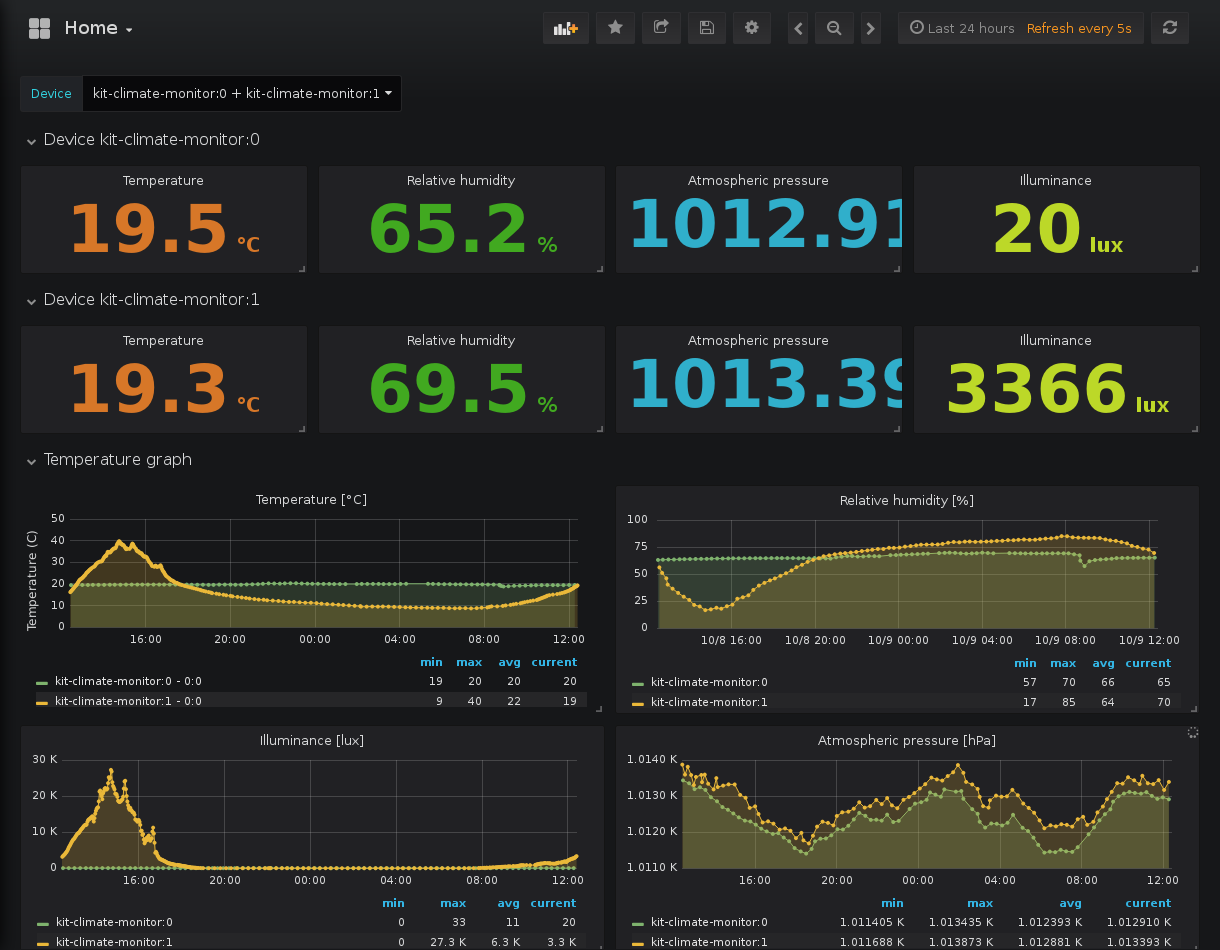 Home
Last 24 hours Refresh every 5s
Device kit-climate-monitor:0 + kit-climate-monitor:1
Device kit-climate-monitor:0
Temperature Relative humidity Atmospheric pressure Illuminance
19.5 °C 65.2 % 1012.91 20 lux
Device kit-climate-monitor:1
Temperature Relative humidity Atmospheric pressure Illuminance
19.3 °C 69.5 % 1013.39 3366 lux
Temperature graph
Temperature [°C]
Temperature (C)
50
40
30
20
10
0
16:00 20:00 00:00 04:00 08:00 12:00
min max avg current
kit-climate-monitor:0 - 0:0 19 20 20 20
kit-climate-monitor:1 - 0:0 9 40 22 19
Relative humidity [%]
100
75
50
25
0
10/8 16:00 10/8 20:00 10/9 00:00 10/9 04:00 10/9 08:00 10/9 12:00
min max avg current
kit-climate-monitor:0 57 70 66 65
kit-climate-monitor:1 17 85 64 70
Illuminance [lux]
30 K
20 K
10 K
0
16:00 20:00 00:00 04:00 08:00 12:00
min max avg current
kit-climate-monitor:0 0 33 11 20
kit-climate-monitor:1 0 27.3 K 6.3 K 3.3 K
Atmospheric pressure [hPa]
1.0140 K
1.0130 K
1.0120 K
1.0110 K
16:00 20:00 00:00 04:00 08:00 12:00
min max avg current
kit-climate-monitor:0 1.011405 K 1.013435 K 1.012393 K 1.012910 K
kit-climate-monitor:1 1.011688 K 1.013873 K 1.012881 K 1.013393 K